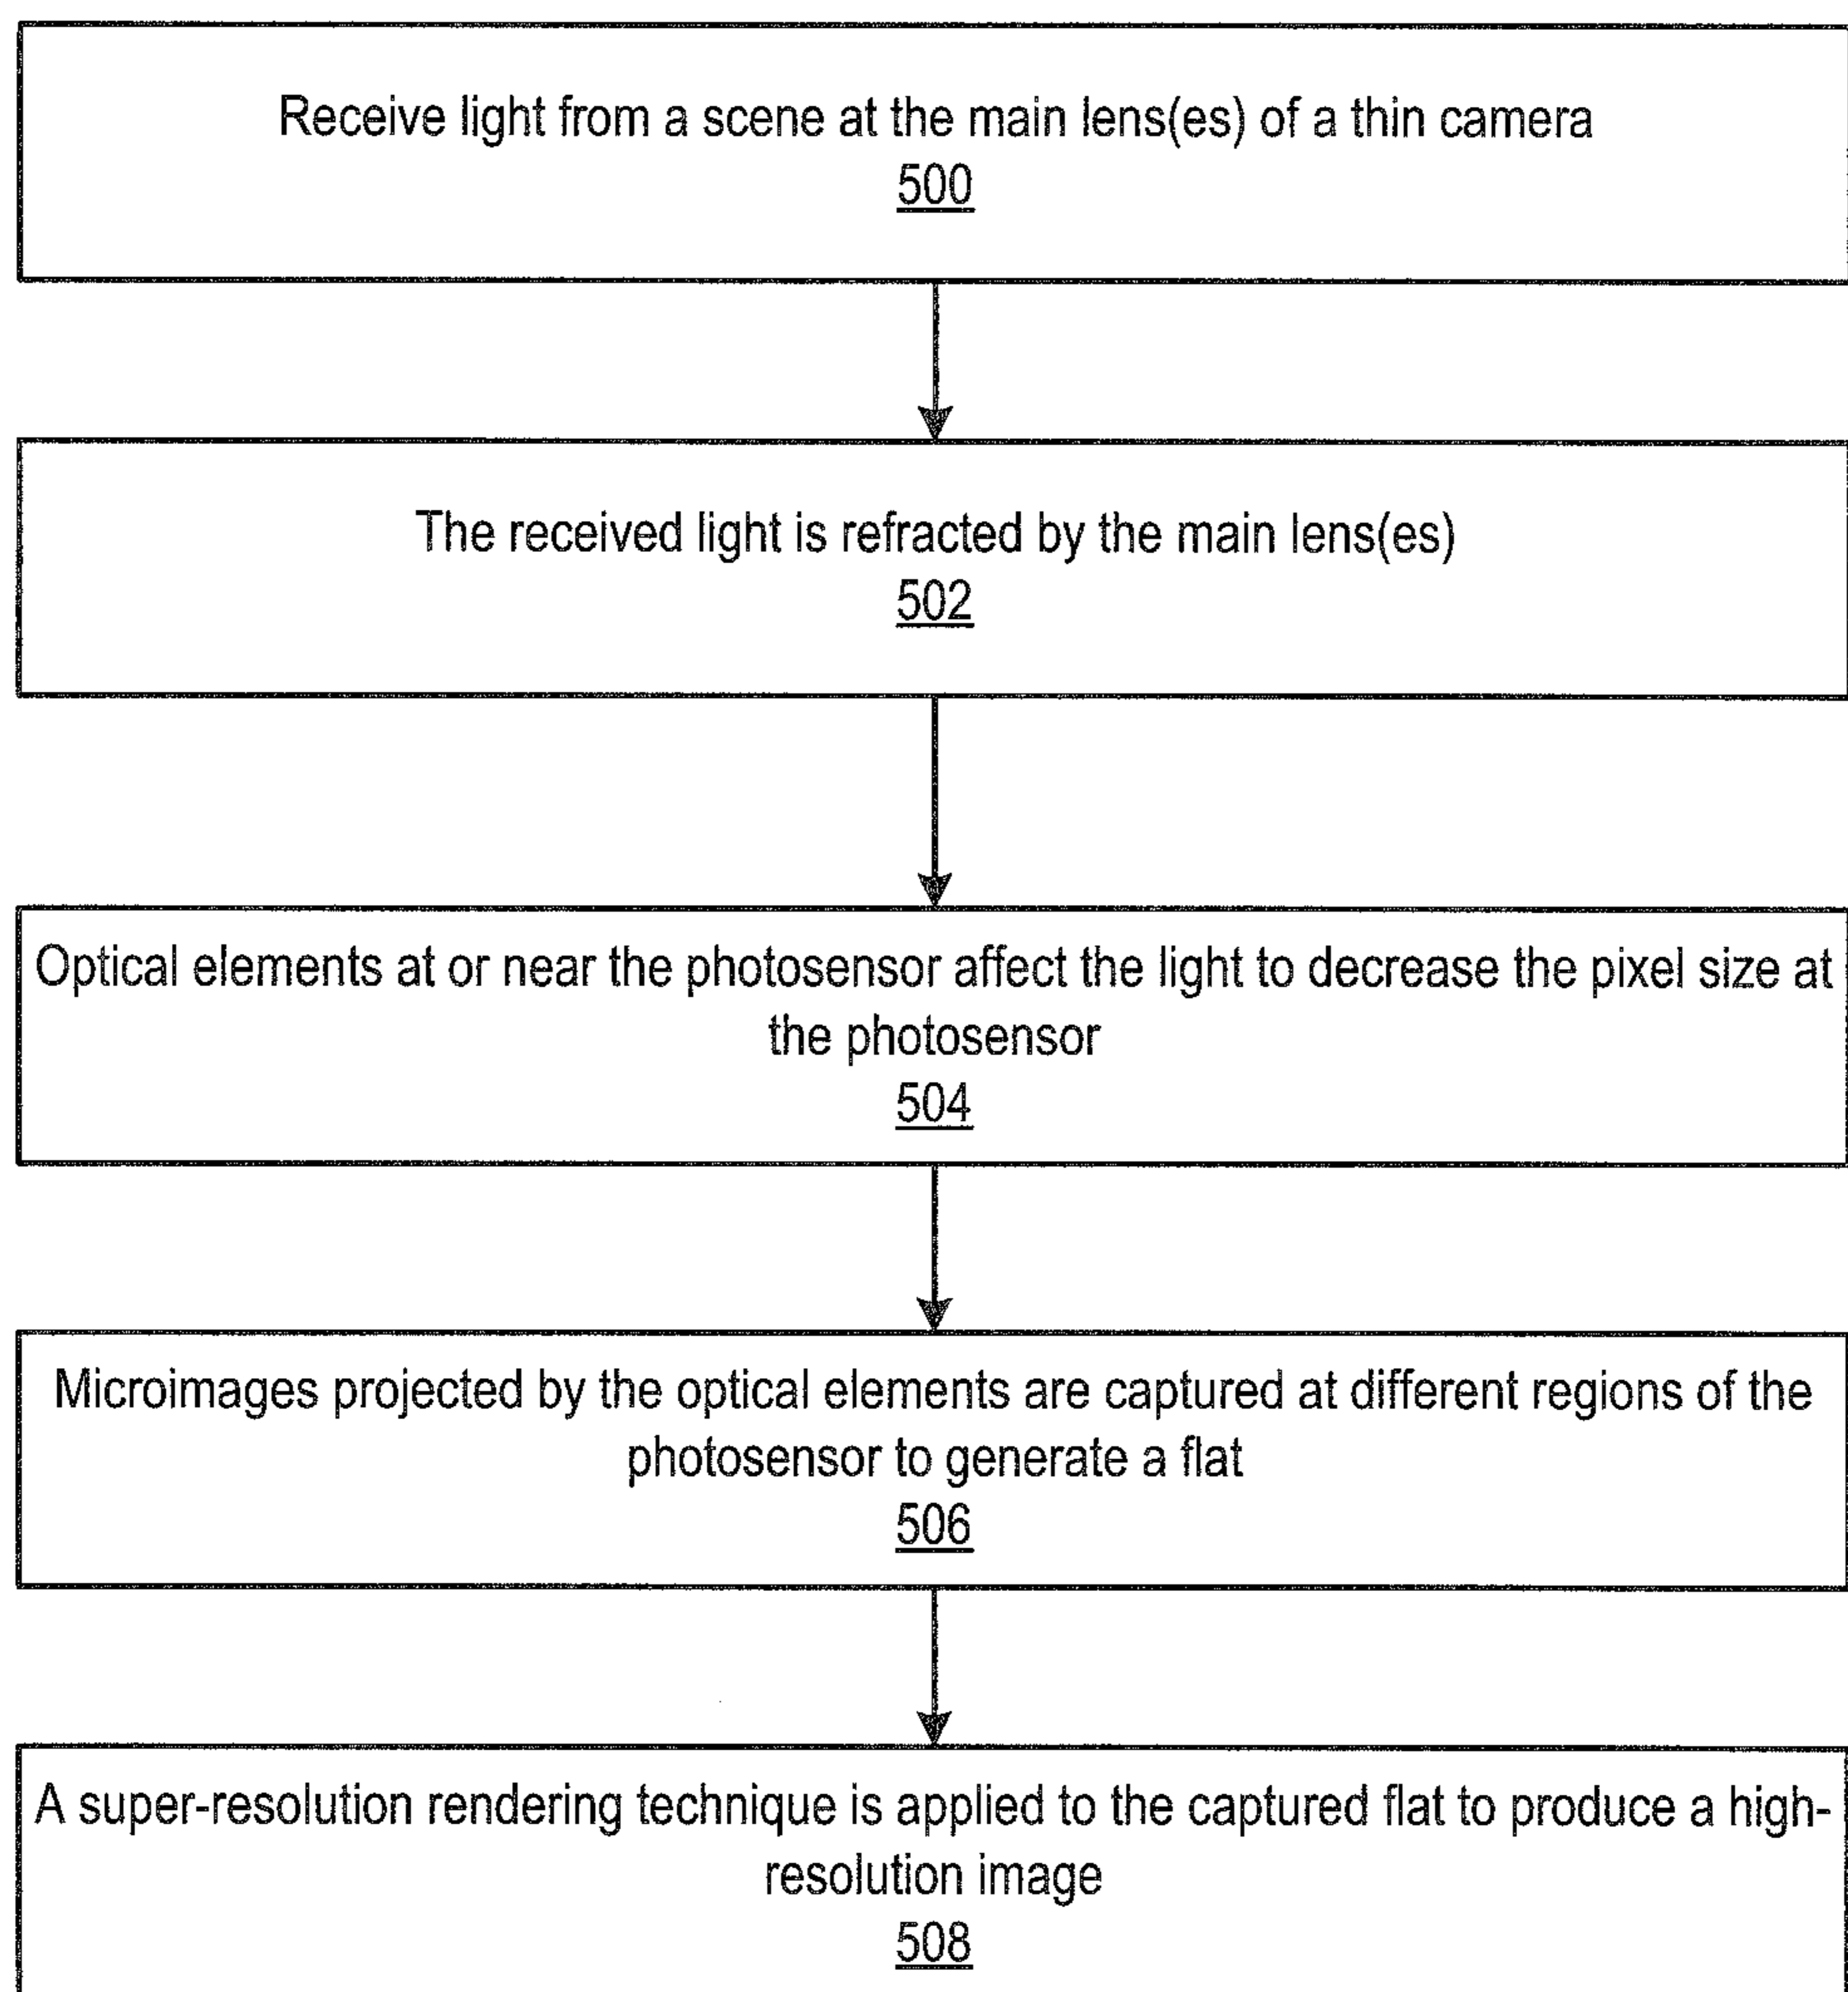 Receive light from a scene at the main lens(es) of a thin camera
500
The received light is refracted by the main lens(es)
502
Optical elements at or near the photosensor affect the light to decrease the pixel size at
the photosensor
504
Microimages projected by the optical elements are captured at different regions of the
photosensor to generate a flat
506
A super-resolution rendering technique is applied to the captured flat to produce a high-
resolution image
508